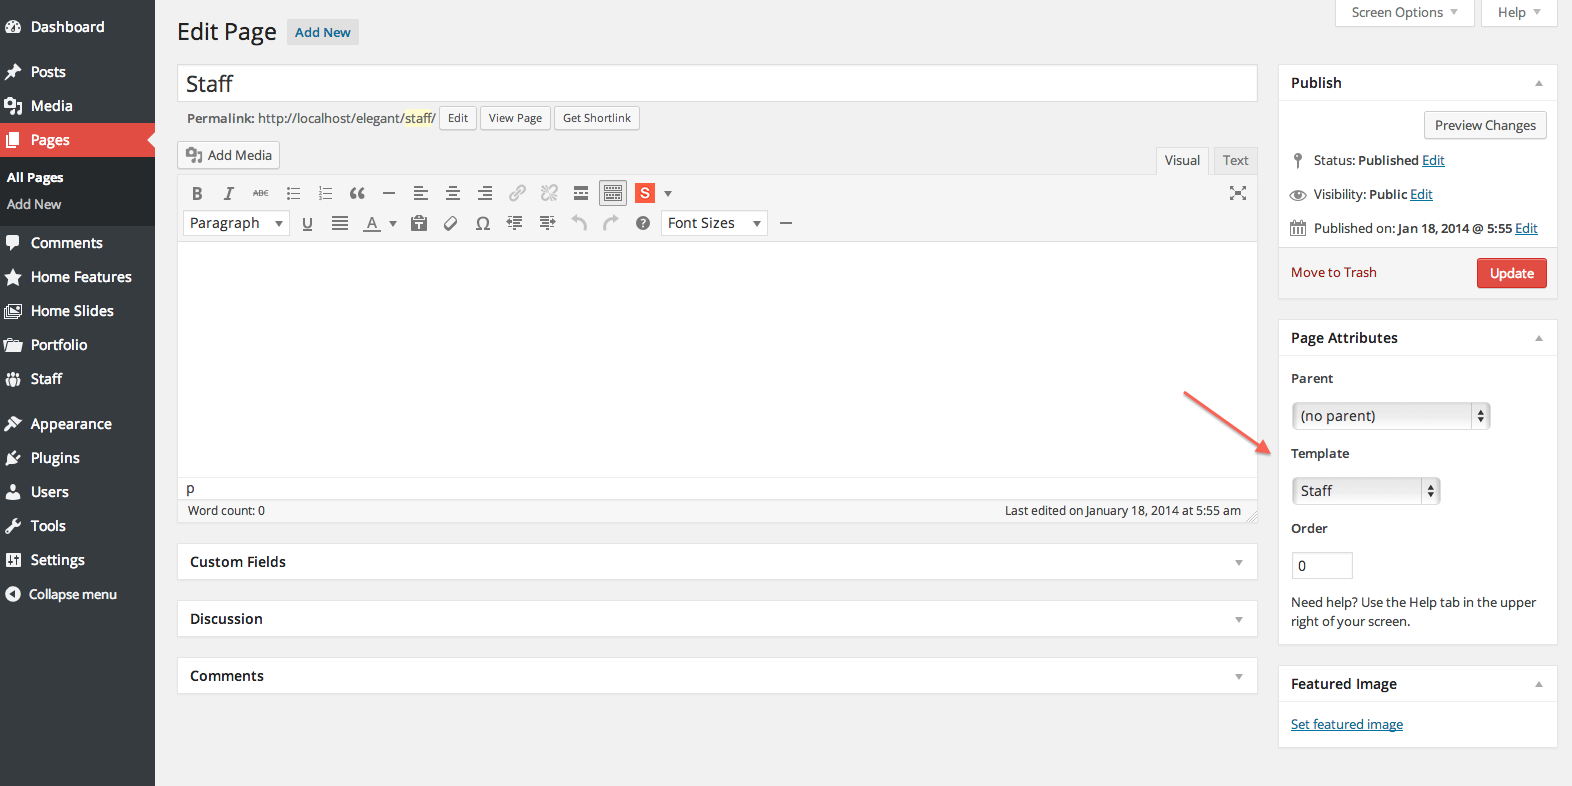 Screen Options
Help
Dashboard
Posts
Media
Pages
All Pages
Add New
Comments
Home Features
Home Slides
Portfolio
Staff
Appearance
Plugins
Users
Tools
Settings
Collapse menu
Edit Page Add New
Staff
Permalink: http://localhost/elegant/staff/ Edit View Page Get Shortlink
Add Media
Visual Text
B I ABC S
Paragraph U A Ω ? Font Sizes
p
Word count: 0 Last edited on January 18, 2014 at 5:55 am
Custom Fields
Discussion
Comments
Publish
Preview Changes
Status: Published Edit
Visibility: Public Edit
Published on: Jan 18, 2014 @ 5:55 Edit
Move to Trash Update
Page Attributes
Parent
(no parent)
Template
Staff
Order
0
Need help? Use the Help tab in the upper
right of your screen.
Featured Image
Set featured image